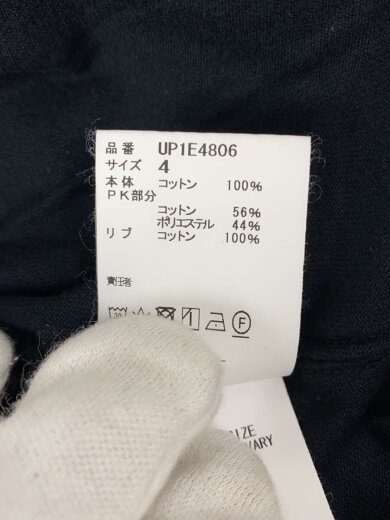 品番 UP1E4806
サイズ 4
本体 コットン 100%
PK部分
コットン 56%
ポリエステル 44%
リブ コットン 100%
責任者
F
IZE
VARY